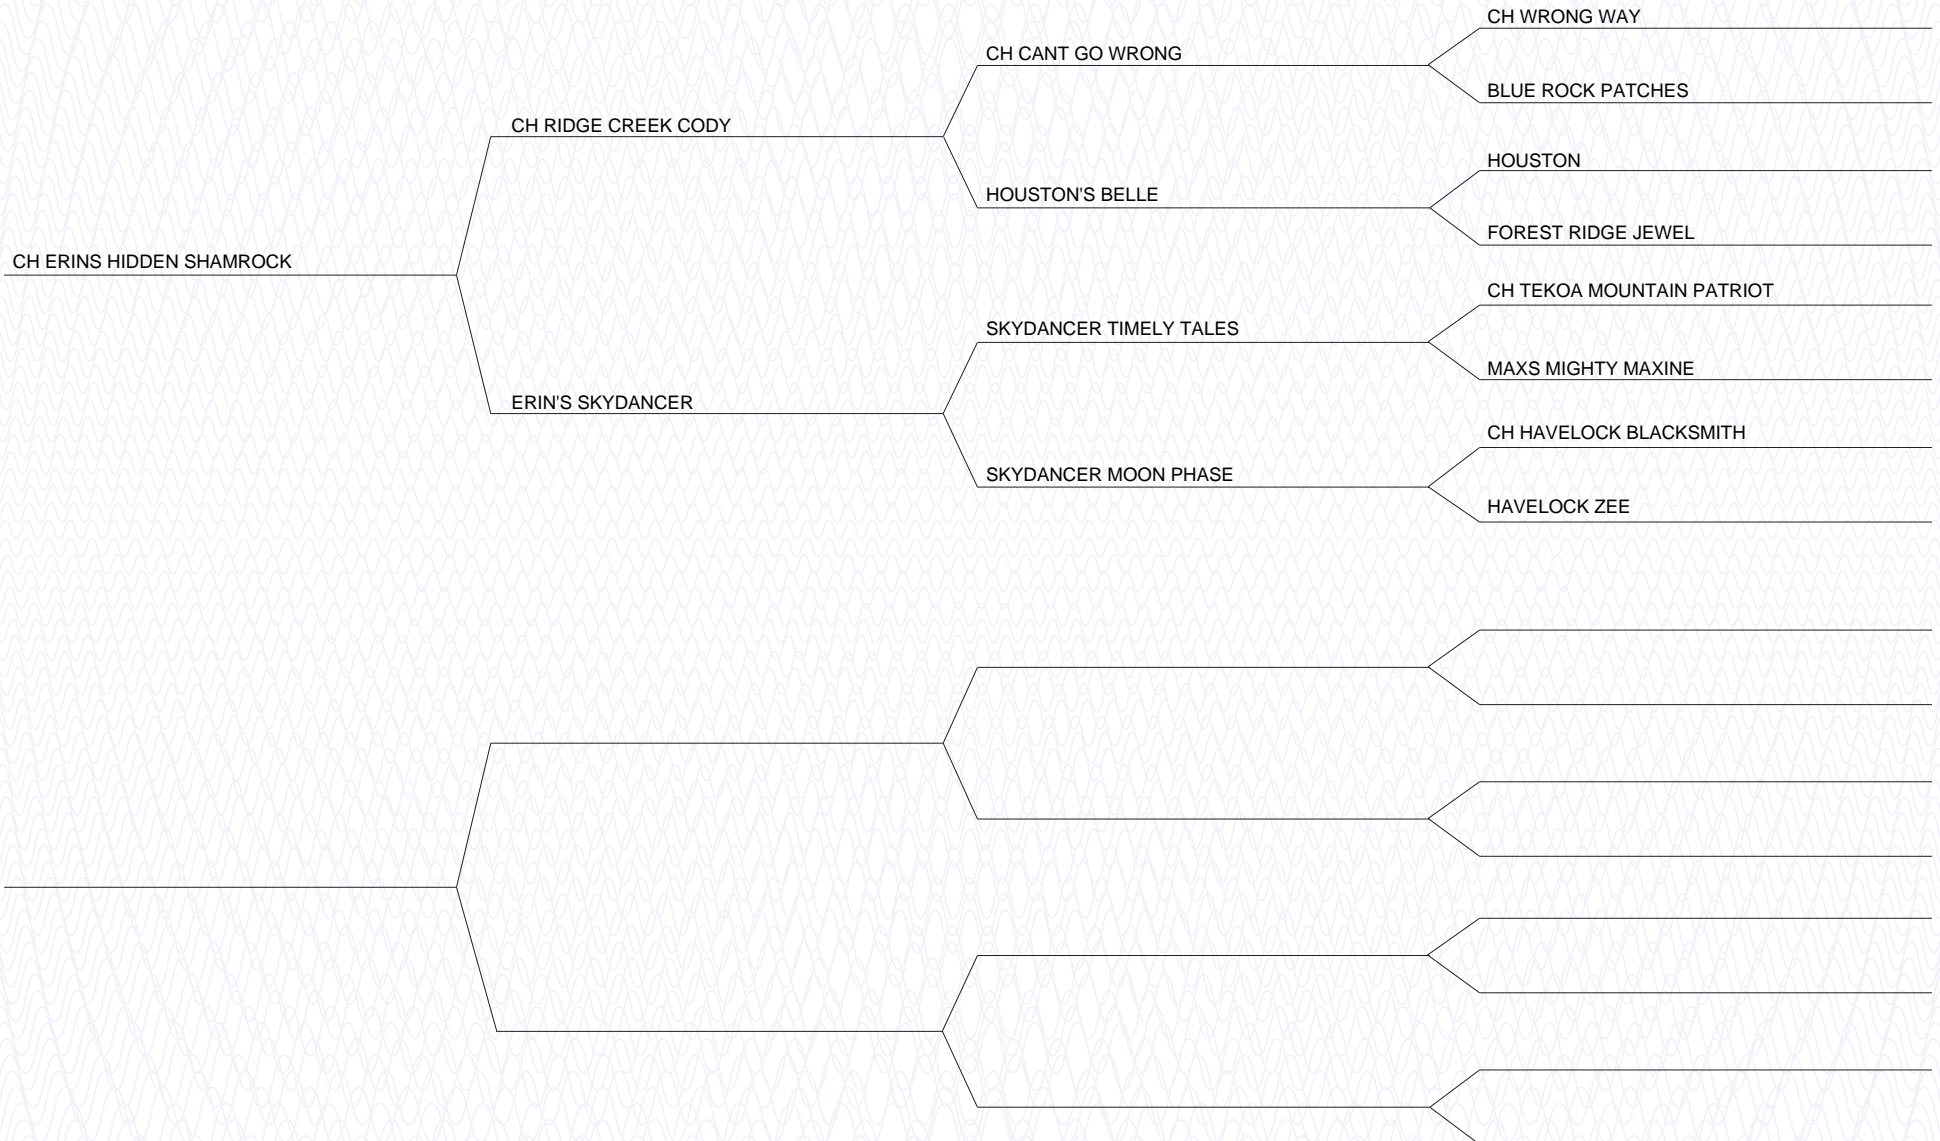 CH WRONG WAY
CH CANT GO WRONG
BLUE ROCK PATCHES
CH RIDGE CREEK CODY
HOUSTON
HOUSTON'S BELLE
FOREST RIDGE JEWEL
CH ERINS HIDDEN SHAMROCK
CH TEKOA MOUNTAIN PATRIOT
SKYDANCER TIMELY TALES
MAXS MIGHTY MAXINE
ERIN'S SKYDANCER
CH HAVELOCK BLACKSMITH
SKYDANCER MOON PHASE
HAVELOCK ZEE